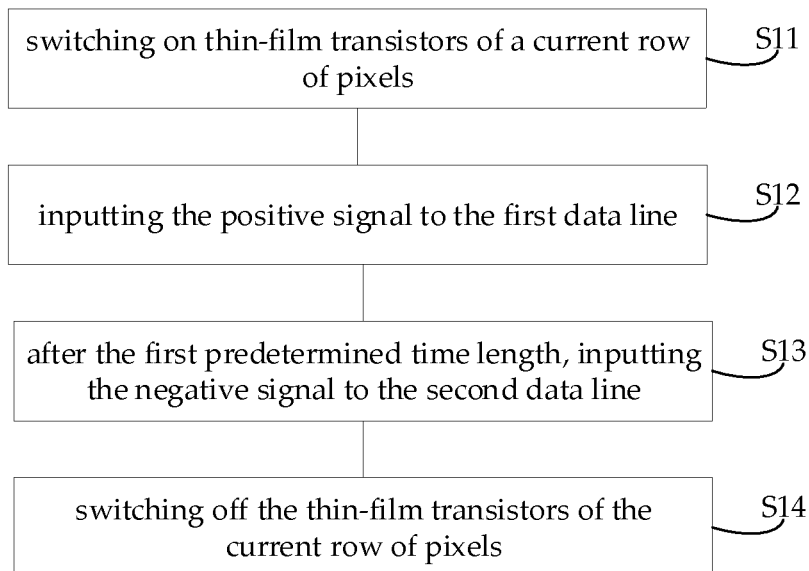 switching on thin-film transistors of a current row
of pixels
S11
inputting the positive signal to the first data line
S12
after the first predetermined time length, inputting
the negative signal to the second data line
S13
switching off the thin-film transistors of the
current row of pixels
S14